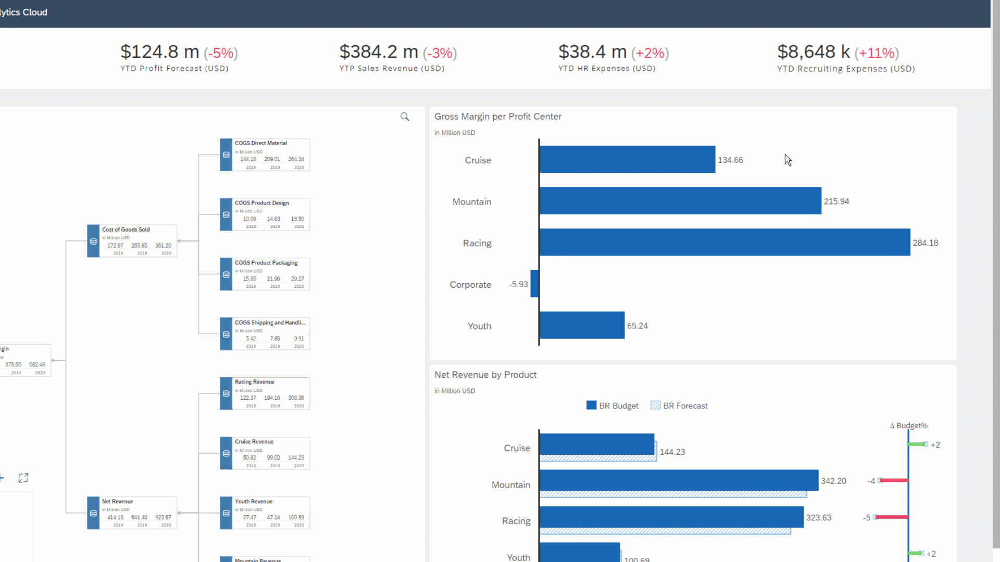 lytics Cloud
$124.8 m (-5%)
YTD Profit Forecast (USD)
$384.2 m (-3%)
YTP Sales Revenue (USD)
$38.4 m (+2%)
YTD HR Expenses (USD)
$8,648 k (+11%)
YTD Recruiting Expenses (USD)
rgin
D
375.55 562.48
2019 2020
Cost of Goods Sold
in Million USD
172.97 265.85 361.20
2018 2019 2020
Net Revenue
in Million USD
414.13 641.40 923.67
2018 2019 2020
COGS Direct Material
in Million USD
144.18 209.01 264.34
2018 2019 2020
COGS Product Design
in Million USD
10.09 14.63 18.50
2018 2019 2020
COGS Product Packaging
in Million USD
15.05 21.96 29.27
2018 2019 2020
COGS Shipping and Handli...
in Million USD
5.42 7.85 9.91
2018 2019 2020
Racing Revenue
in Million USD
122.37 194.16 308.36
2018 2019 2020
Cruise Revenue
in Million USD
60.82 99.02 144.23
2018 2019 2020
Youth Revenue
in Million USD
27.47 47.14 100.69
2018 2019 2020
Mountain Revenue
Gross Margin per Profit Center
in Million USD
Cruise 134.66
Mountain 215.94
Racing 284.18
Corporate -5.93
Youth 65.24
Net Revenue by Product
in Million USD
BR Budget BR Forecast
Δ Budget%
Cruise 144.23 +2
Mountain 342.20 -4
Racing 323.63 -5
Youth 100.69 +2